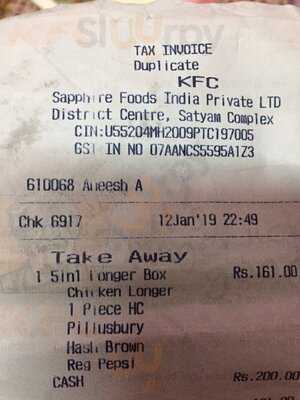 TAX INVOICE
Duplicate
KFC
Sapphire Foods India Private LTD
District Centre, Satyam Complex
CIN:U55204MH2009PTC197005
GST IN NO 07AANCS5595A1Z3
610068 Aneesh A
Chk 6917 12Jan'19 22:49
Take Away
1 5in1 Longer Box Rs.161.00
Chicken Longer
1 Piece HC
Pillusbury
Hash Brown
Reg Pepsi
CASH Rs.200.00